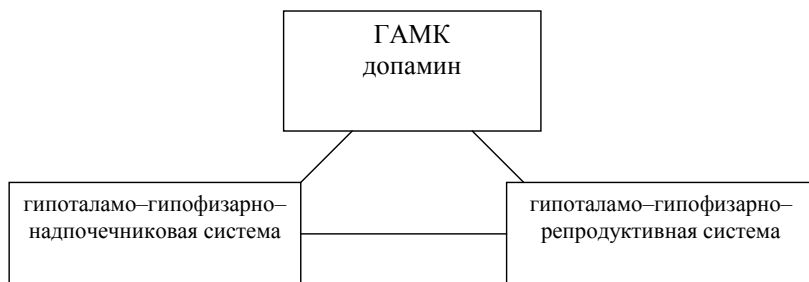 ГАМК
допамин
гипоталамо–гипофизарно–
надпочечниковая система
гипоталамо–гипофизарно–
репродуктивная система